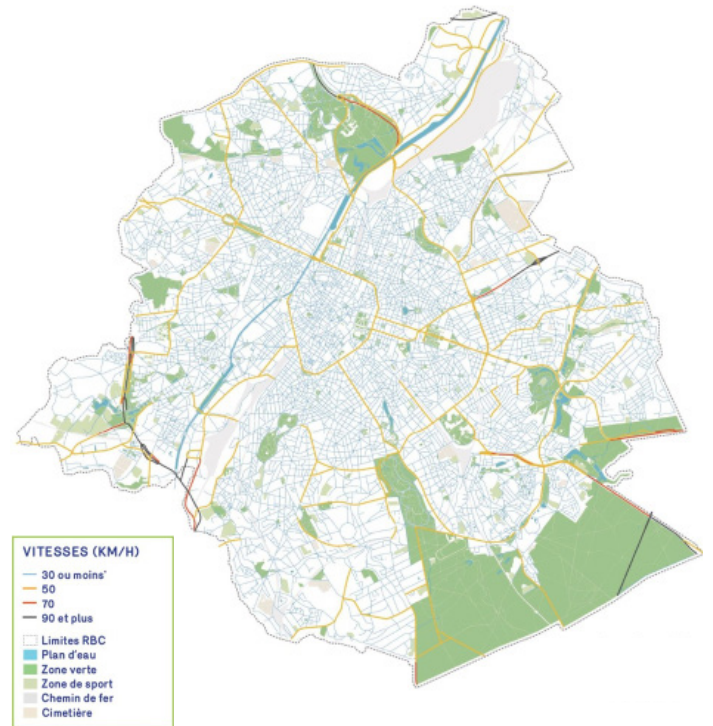 VITESSES (KM/H)
30 ou moins*
50
70
90 et plus
Limites RBC
Plan d'eau
Zone verte
Zone de sport
Chemin de fer
Cimetière